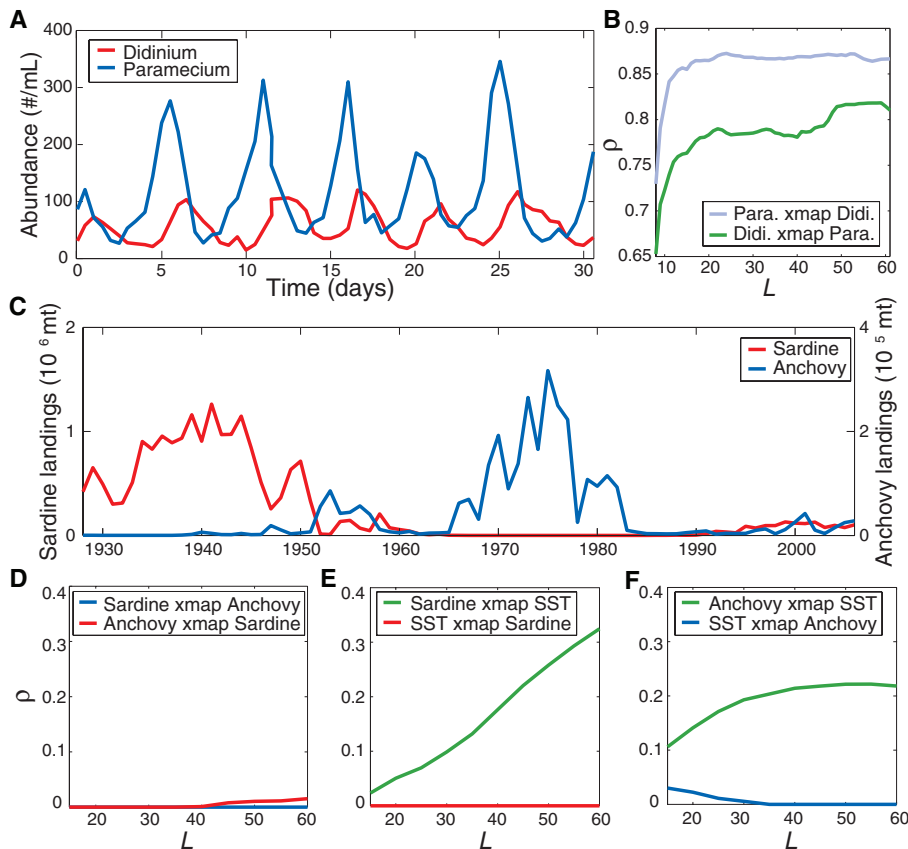 A
Abundance (#/mL)
400
300
200
100
0
Didinium
Paramecium
0
5
10
15
20
25
30
Time (days)
B
ρ
0.9
0.85
0.8
0.75
0.65
Para. xmap Didi.
Didi. xmap Para.
10
20
30
40
50
60
L
C
Sardine landings (10 6 mt)
2
1
0
Sardine
Anchovy
4
2
0
Anchovy landings (10 5 mt)
1930
1940
1950
1960
1970
1980
1990
2000
D
ρ
0.4
0.3
0.2
0.1
0
Sardine xmap Anchovy
Anchovy xmap Sardine
20
30
40
50
60
L
E
0.4
0.3
0.2
0.1
0
Sardine xmap SST
SST xmap Sardine
20
30
40
50
60
L
F
0.4
0.3
0.2
0.1
0
Anchovy xmap SST
SST xmap Anchovy
20
30
40
50
60
L